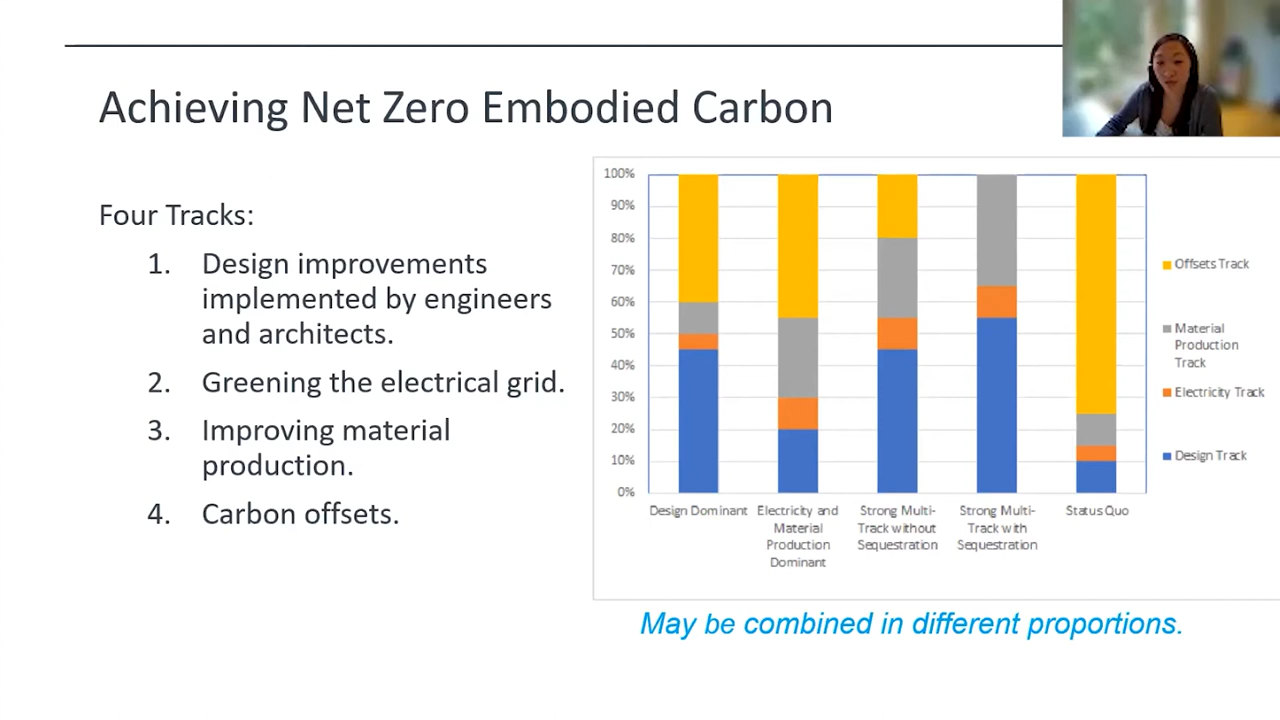 Achieving Net Zero Embodied Carbon
Four Tracks:
1. Design improvements
implemented by engineers
and architects.
2. Greening the electrical grid.
3. Improving material
production.
4. Carbon offsets.
100%
90%
80%
70%
60%
50%
40%
30%
20%
10%
0%
Design Dominant
Electricity and
Material
Production
Dominant
Strong Multi-
Track without
Sequestration
Strong Multi-
Track with
Sequestration
Status Quo
Offsets Track
Material
Production
Track
Electricity Track
Design Track
May be combined in different proportions.